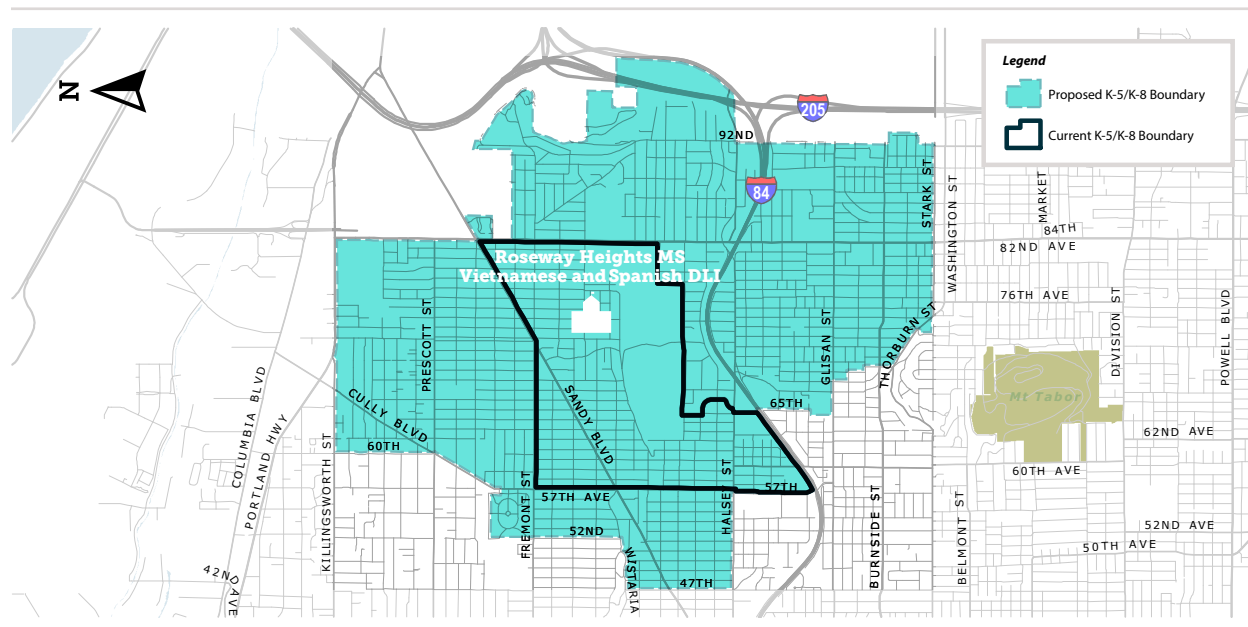 Legend
Proposed K-5/K-8 Boundary
Current K-5/K-8 Boundary
N
205
92ND
84
STARK ST
WASHINGTON ST
MARKET
84TH
82ND AVE
Roseway Heights MS
Vietnamese and Spanish DLI
76TH AVE
PRESCOTT ST
GLISAN ST
THORBURN ST
DIVISION ST
POWELL BLVD
COLUMBIA BLVD
PORTLAND HWY
CULLY BLVD
SANDY BLVD
65TH
Mt Tabor
62ND AVE
60TH
60TH AVE
KILLINGSWORTH ST
FREMONT ST
57TH AVE
HALSEY ST
57TH
BURNSIDE ST
BELMONT ST
52ND
52ND AVE
50TH AVE
WISTARIA
47TH
42ND AVE